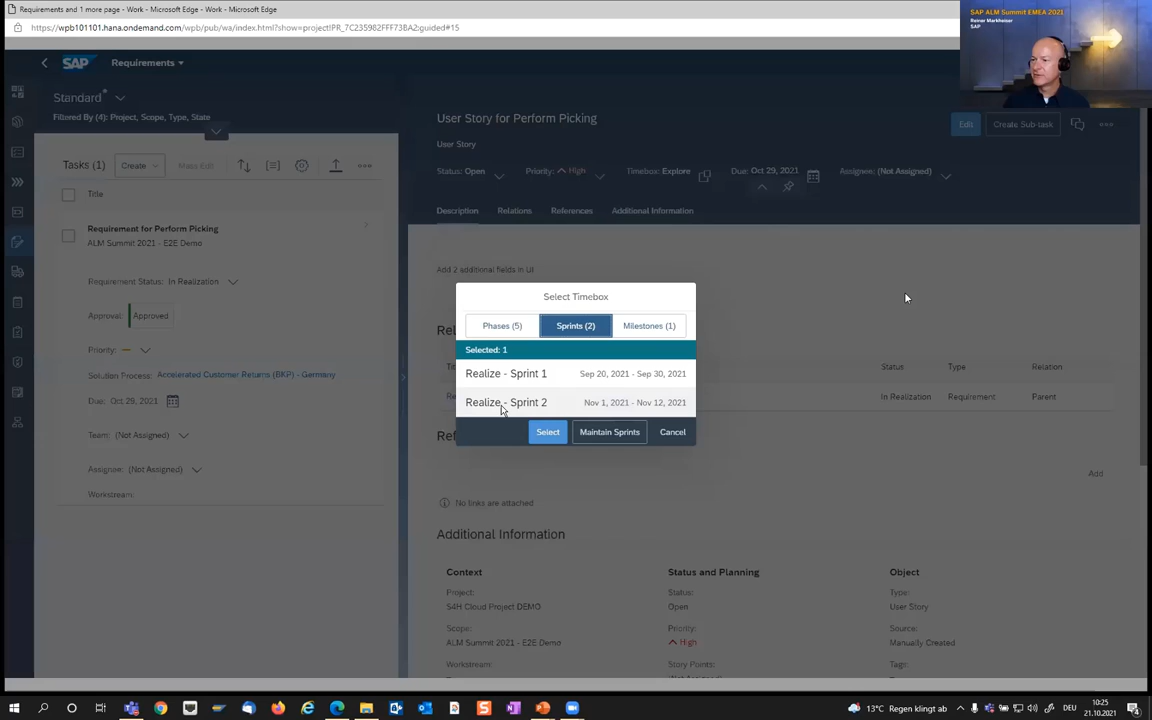 Requirements and 1 more page - Work - Microsoft Edge - Work - Microsoft Edge
https://wpb101101.hana.ondemand.com/wpb/pub/wa/index.html?show=project!PR_7C235982FFF73BA2:guided#15
SAP ALM Summit EMEA 2021
Reiner Markheiser
SAP
SAP
Requirements
Standard*
Filtered By (4): Project, Scope, Type, State
Tasks (1)
Create
Mass Edit
Title
Requirement for Perform Picking
ALM Summit 2021 - E2E Demo
Requirement Status: In Realization
Approval: Approved
Priority:
Solution Process: Accelerated Customer Returns (BKP) - Germany
Due: Oct 29, 2021
Team: (Not Assigned)
Assignee: (Not Assigned)
Workstream:
User Story for Perform Picking
Edit
Create Sub-task
User Story
Status: Open
Priority: High
Timebox: Explore
Due: Oct 29, 2021
Assignee: (Not Assigned)
Description
Relations
References
Additional Information
Add 2 additional fields in UI
Select Timebox
Phases (5)
Sprints (2)
Milestones (1)
Selected: 1
Realize - Sprint 1
Sep 20, 2021 - Sep 30, 2021
Realize - Sprint 2
Nov 1, 2021 - Nov 12, 2021
Select
Maintain Sprints
Cancel
Status
Type
Relation
In Realization
Requirement
Parent
Add
No links are attached
Additional Information
Context
Project:
S4H Cloud Project DEMO
Scope:
ALM Summit 2021 - E2E Demo
Workstream:
Status and Planning
Status:
Open
Priority:
High
Story Points:
Object
Type:
User Story
Source:
Manually Created
Tags:
13°C Regen klingt ab
DEU
10:25
21.10.2021